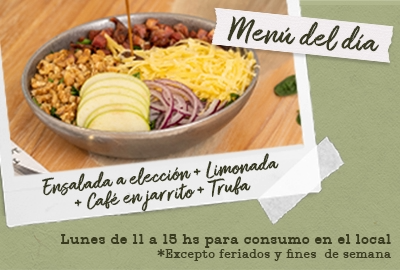 Menú del día
Ensalada a elección + Limonada
+ Café en jarrito + Trufa
Lunes de 11 a 15 hs para consumo en el local
*Excepto feriados y fines de semana